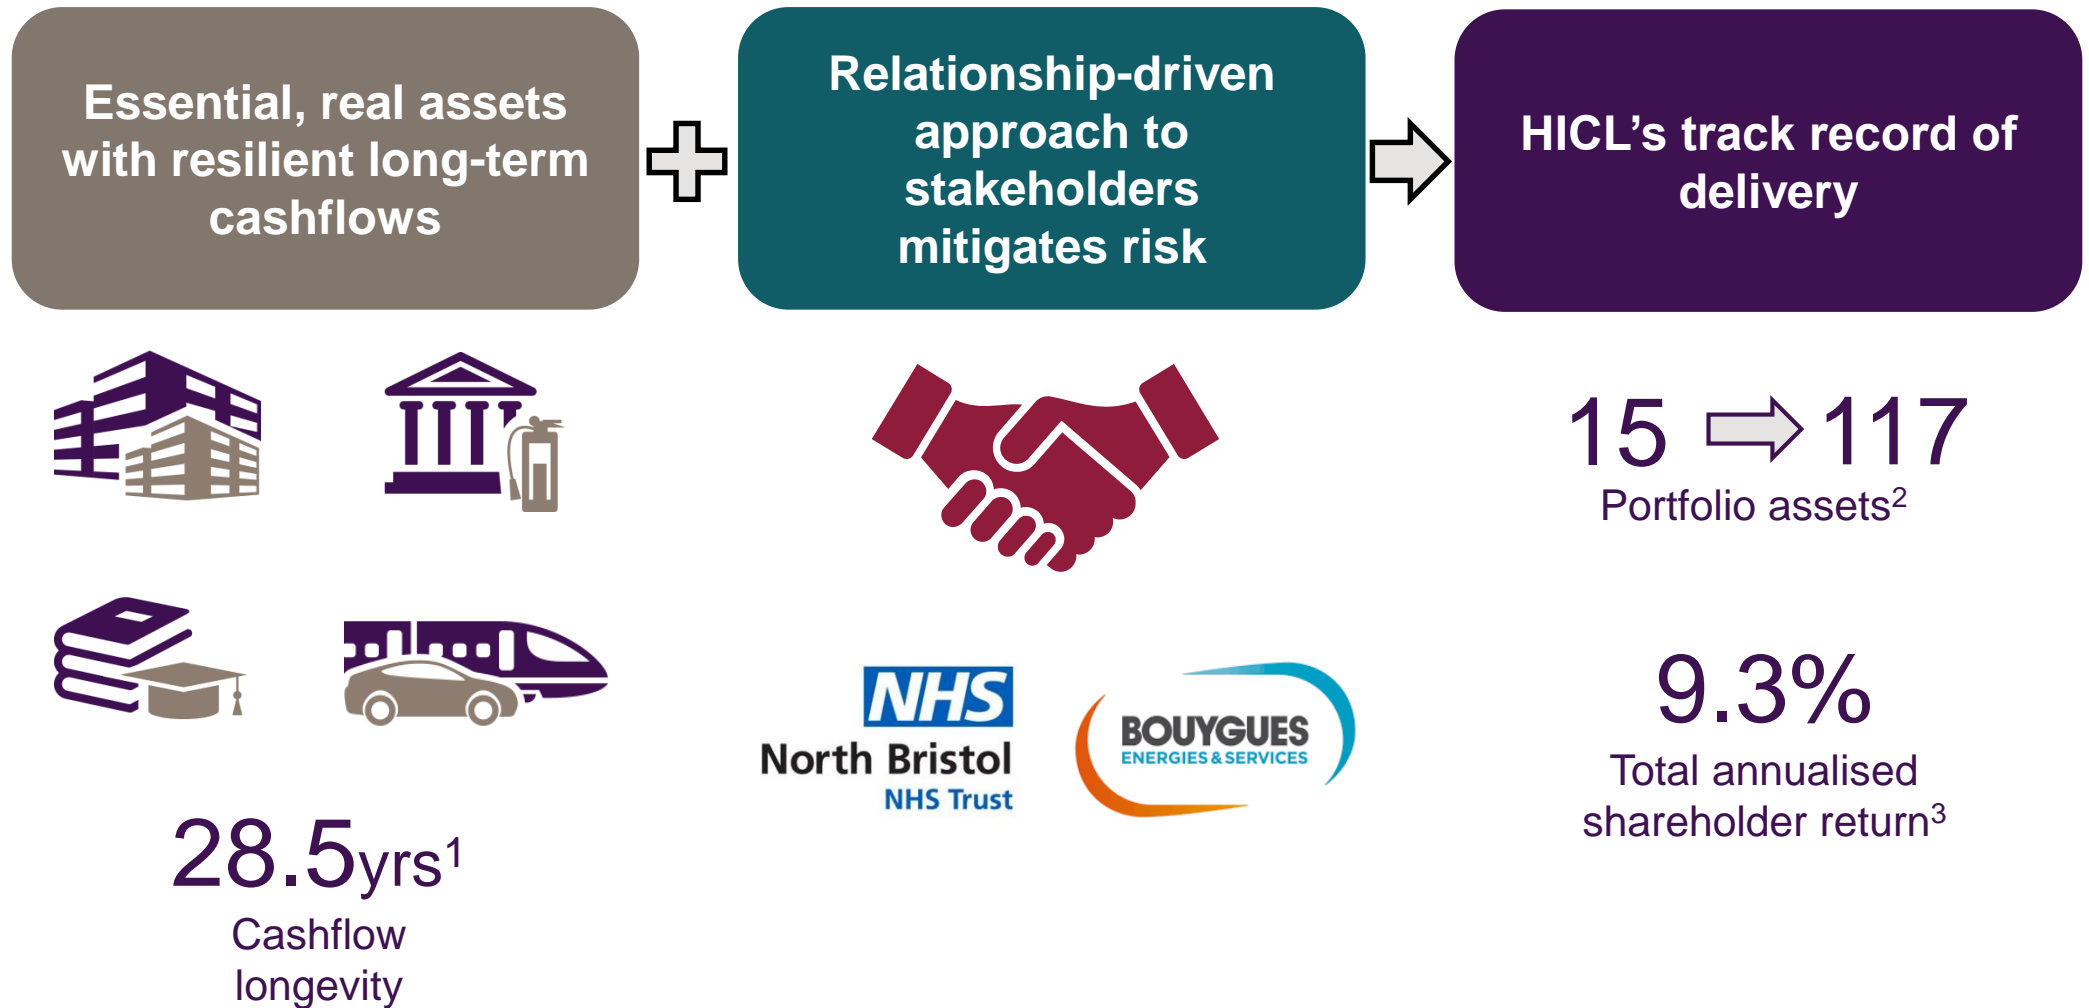 Essential, real assets
with resilient long-term
cashflows
Relationship-driven
approach to
stakeholders
mitigates risk
HICL’s track record of
delivery
28.5yrs¹
Cashflow
longevity
NHS
North Bristol
NHS Trust
BOUYGUES
ENERGIES & SERVICES
15 117
Portfolio assets²
9.3%
Total annualised
shareholder return³